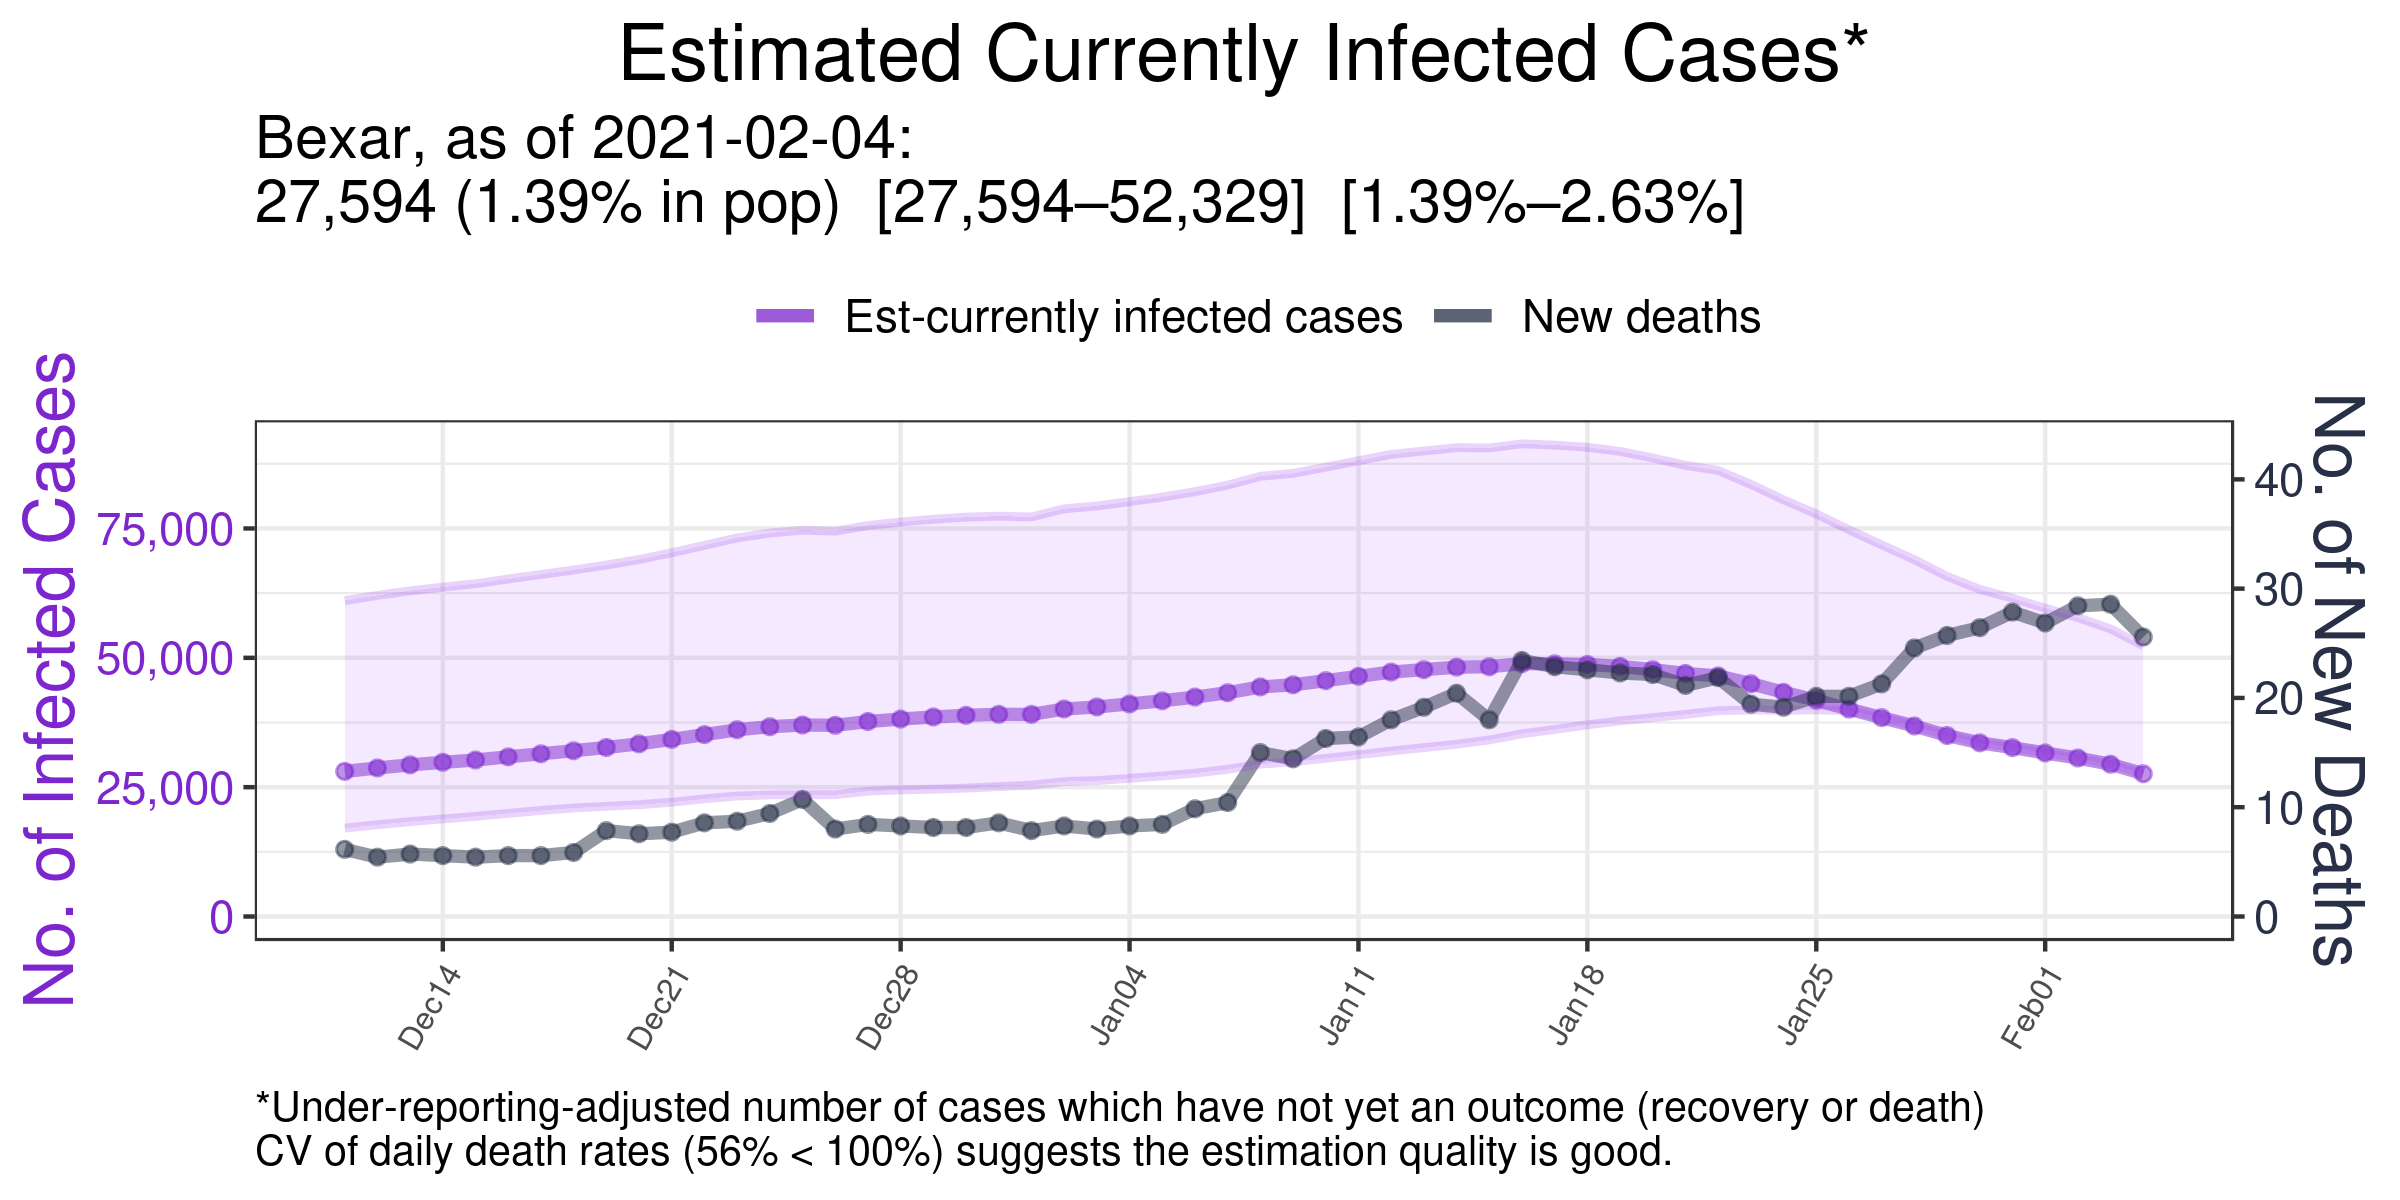 Estimated Currently Infected Cases*
Bexar, as of 2021-02-04:
27,594 (1.39% in pop) [27,594–52,329] [1.39%–2.63%]
Est-currently infected cases
New deaths
No. of Infected Cases
75,000
50,000
25,000
0
40
30
20
10
0
No. of New Deaths
Dec14
Dec21
Dec28
Jan04
Jan11
Jan18
Jan25
Feb01
*Under-reporting-adjusted number of cases which have not yet an outcome (recovery or death)
CV of daily death rates (56% < 100%) suggests the estimation quality is good.